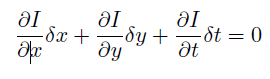 ∂I/∂x δx + ∂I/∂y δy + ∂I/∂t δt = 0